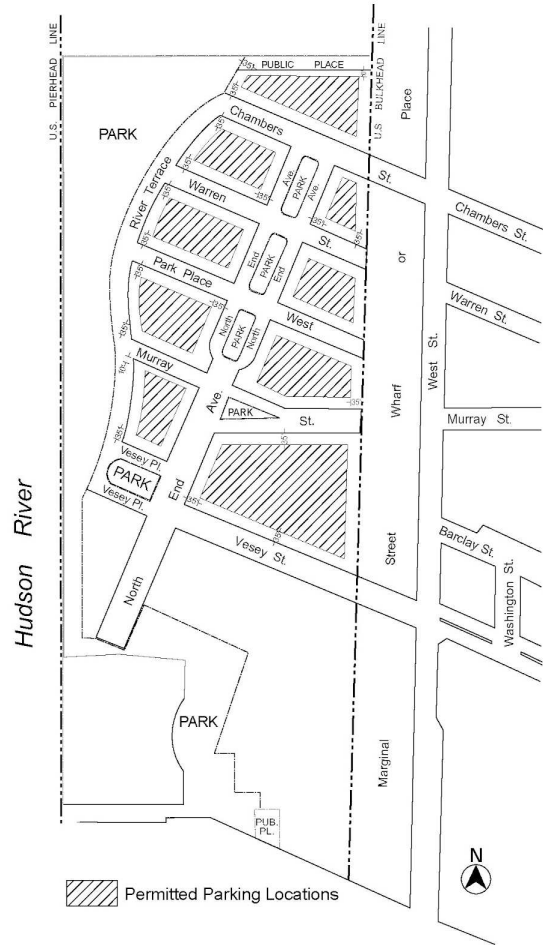 U.S. PIERHEAD LINE
U.S BULKHEAD LINE
PUBLIC PLACE
PARK
Chambers St.
Place
River Terrace
Ave. PARK Ave.
Warren St.
Chambers St.
or
End PARK End
Park Place
West
Warren St.
North PARK North
West St.
Murray St.
Ave.
PARK
Wharf
Murray St.
Vesey Pl.
PARK
Vesey Pl.
End
Vesey St.
Street
Barclay St.
Washington St.
North
Hudson River
PARK
Marginal
PUB.
PL.
N
Permitted Parking Locations